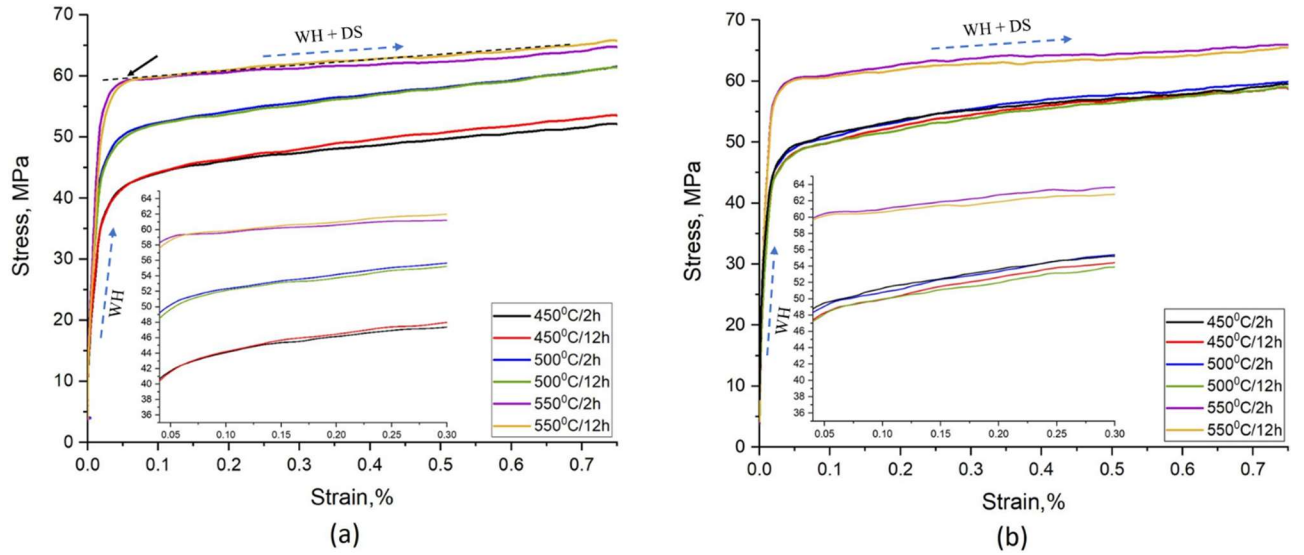 70
60
50
40
30
20
10
0
Stress, MPa
WH + DS
WH
64
62
60
58
56
54
52
50
48
46
44
42
40
38
36
0.05 0.10 0.15 0.20 0.25 0.30
450⁰C/2h
450⁰C/12h
500⁰C/2h
500⁰C/12h
550⁰C/2h
550⁰C/12h
0.0 0.1 0.2 0.3 0.4 0.5 0.6 0.7
Strain,%
(a)
70
60
50
40
30
20
10
0
Stress, MPa
WH + DS
WH
64
62
60
58
56
54
52
50
48
46
44
42
40
38
36
0.05 0.10 0.15 0.20 0.25 0.30
450⁰C/2h
450⁰C/12h
500⁰C/2h
500⁰C/12h
550⁰C/2h
550⁰C/12h
0.0 0.1 0.2 0.3 0.4 0.5 0.6 0.7
Strain,%
(b)